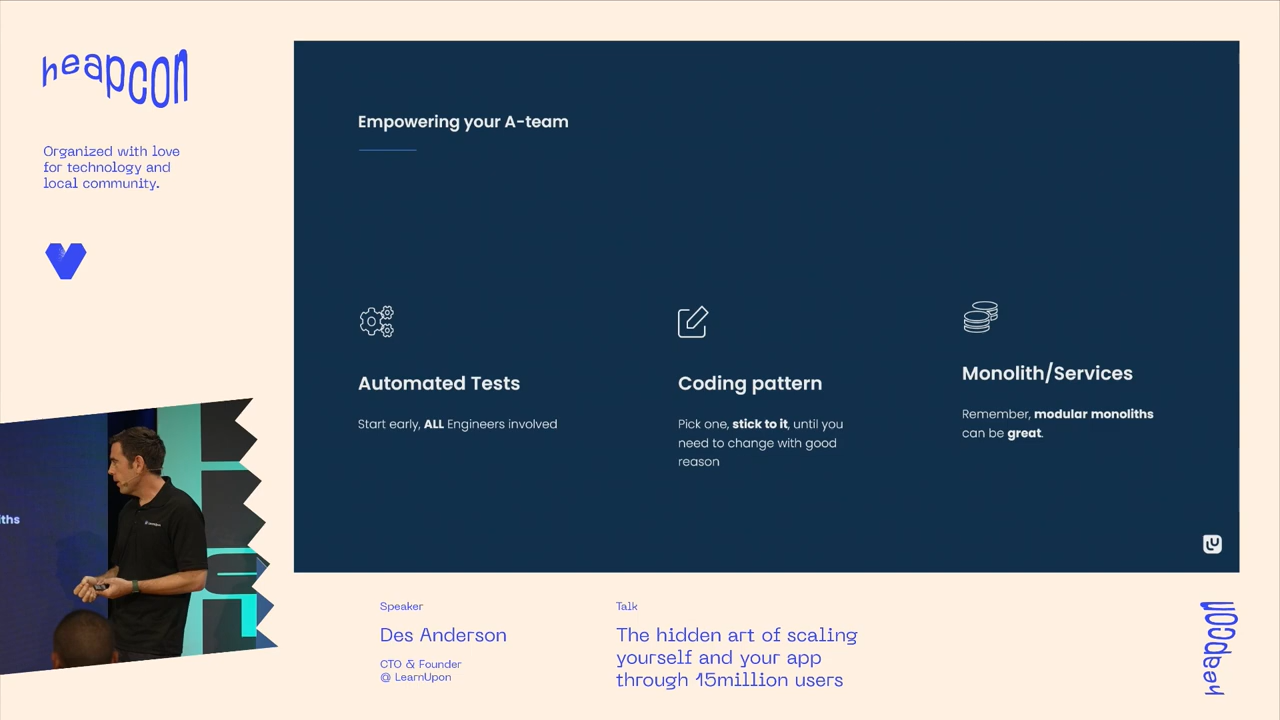 heapcon
Organized with love
for technology and
local community.
Empowering your A-team
Automated Tests
Start early, ALL Engineers involved
Coding pattern
Pick one, stick to it, until you
need to change with good
reason
Monolith/Services
Remember, modular monoliths
can be great.
iths
Speaker
Des Anderson
CTO & Founder
@ LearnUpon
Talk
The hidden art of scaling
yourself and your app
through 15million users
heapcon